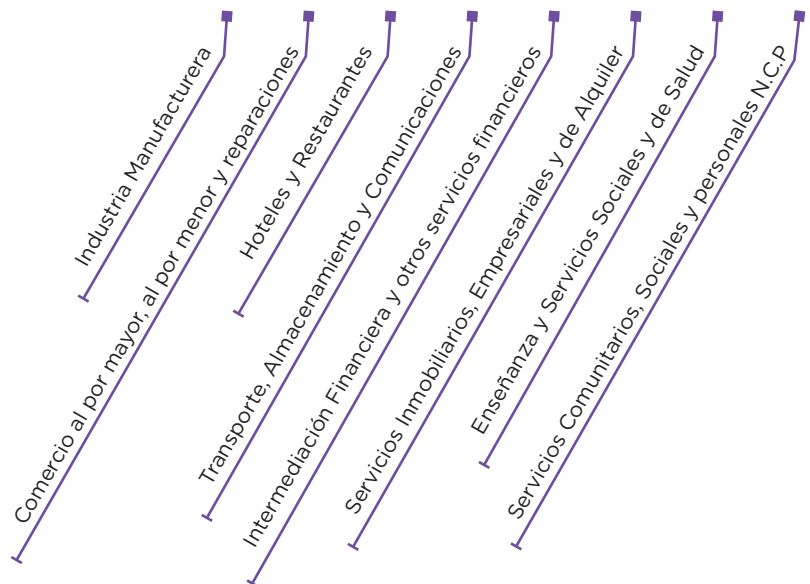 Industria Manufacturera
Comercio al por mayor, al por menor y reparaciones
Hoteles y Restaurantes
Transporte, Almacenamiento y Comunicaciones
Intermediación Financiera y otros servicios financieros
Servicios Inmobiliarios, Empresariales y de Alquiler
Enseñanza y Servicios Sociales y de Salud
Servicios Comunitarios, Sociales y personales N.C.P